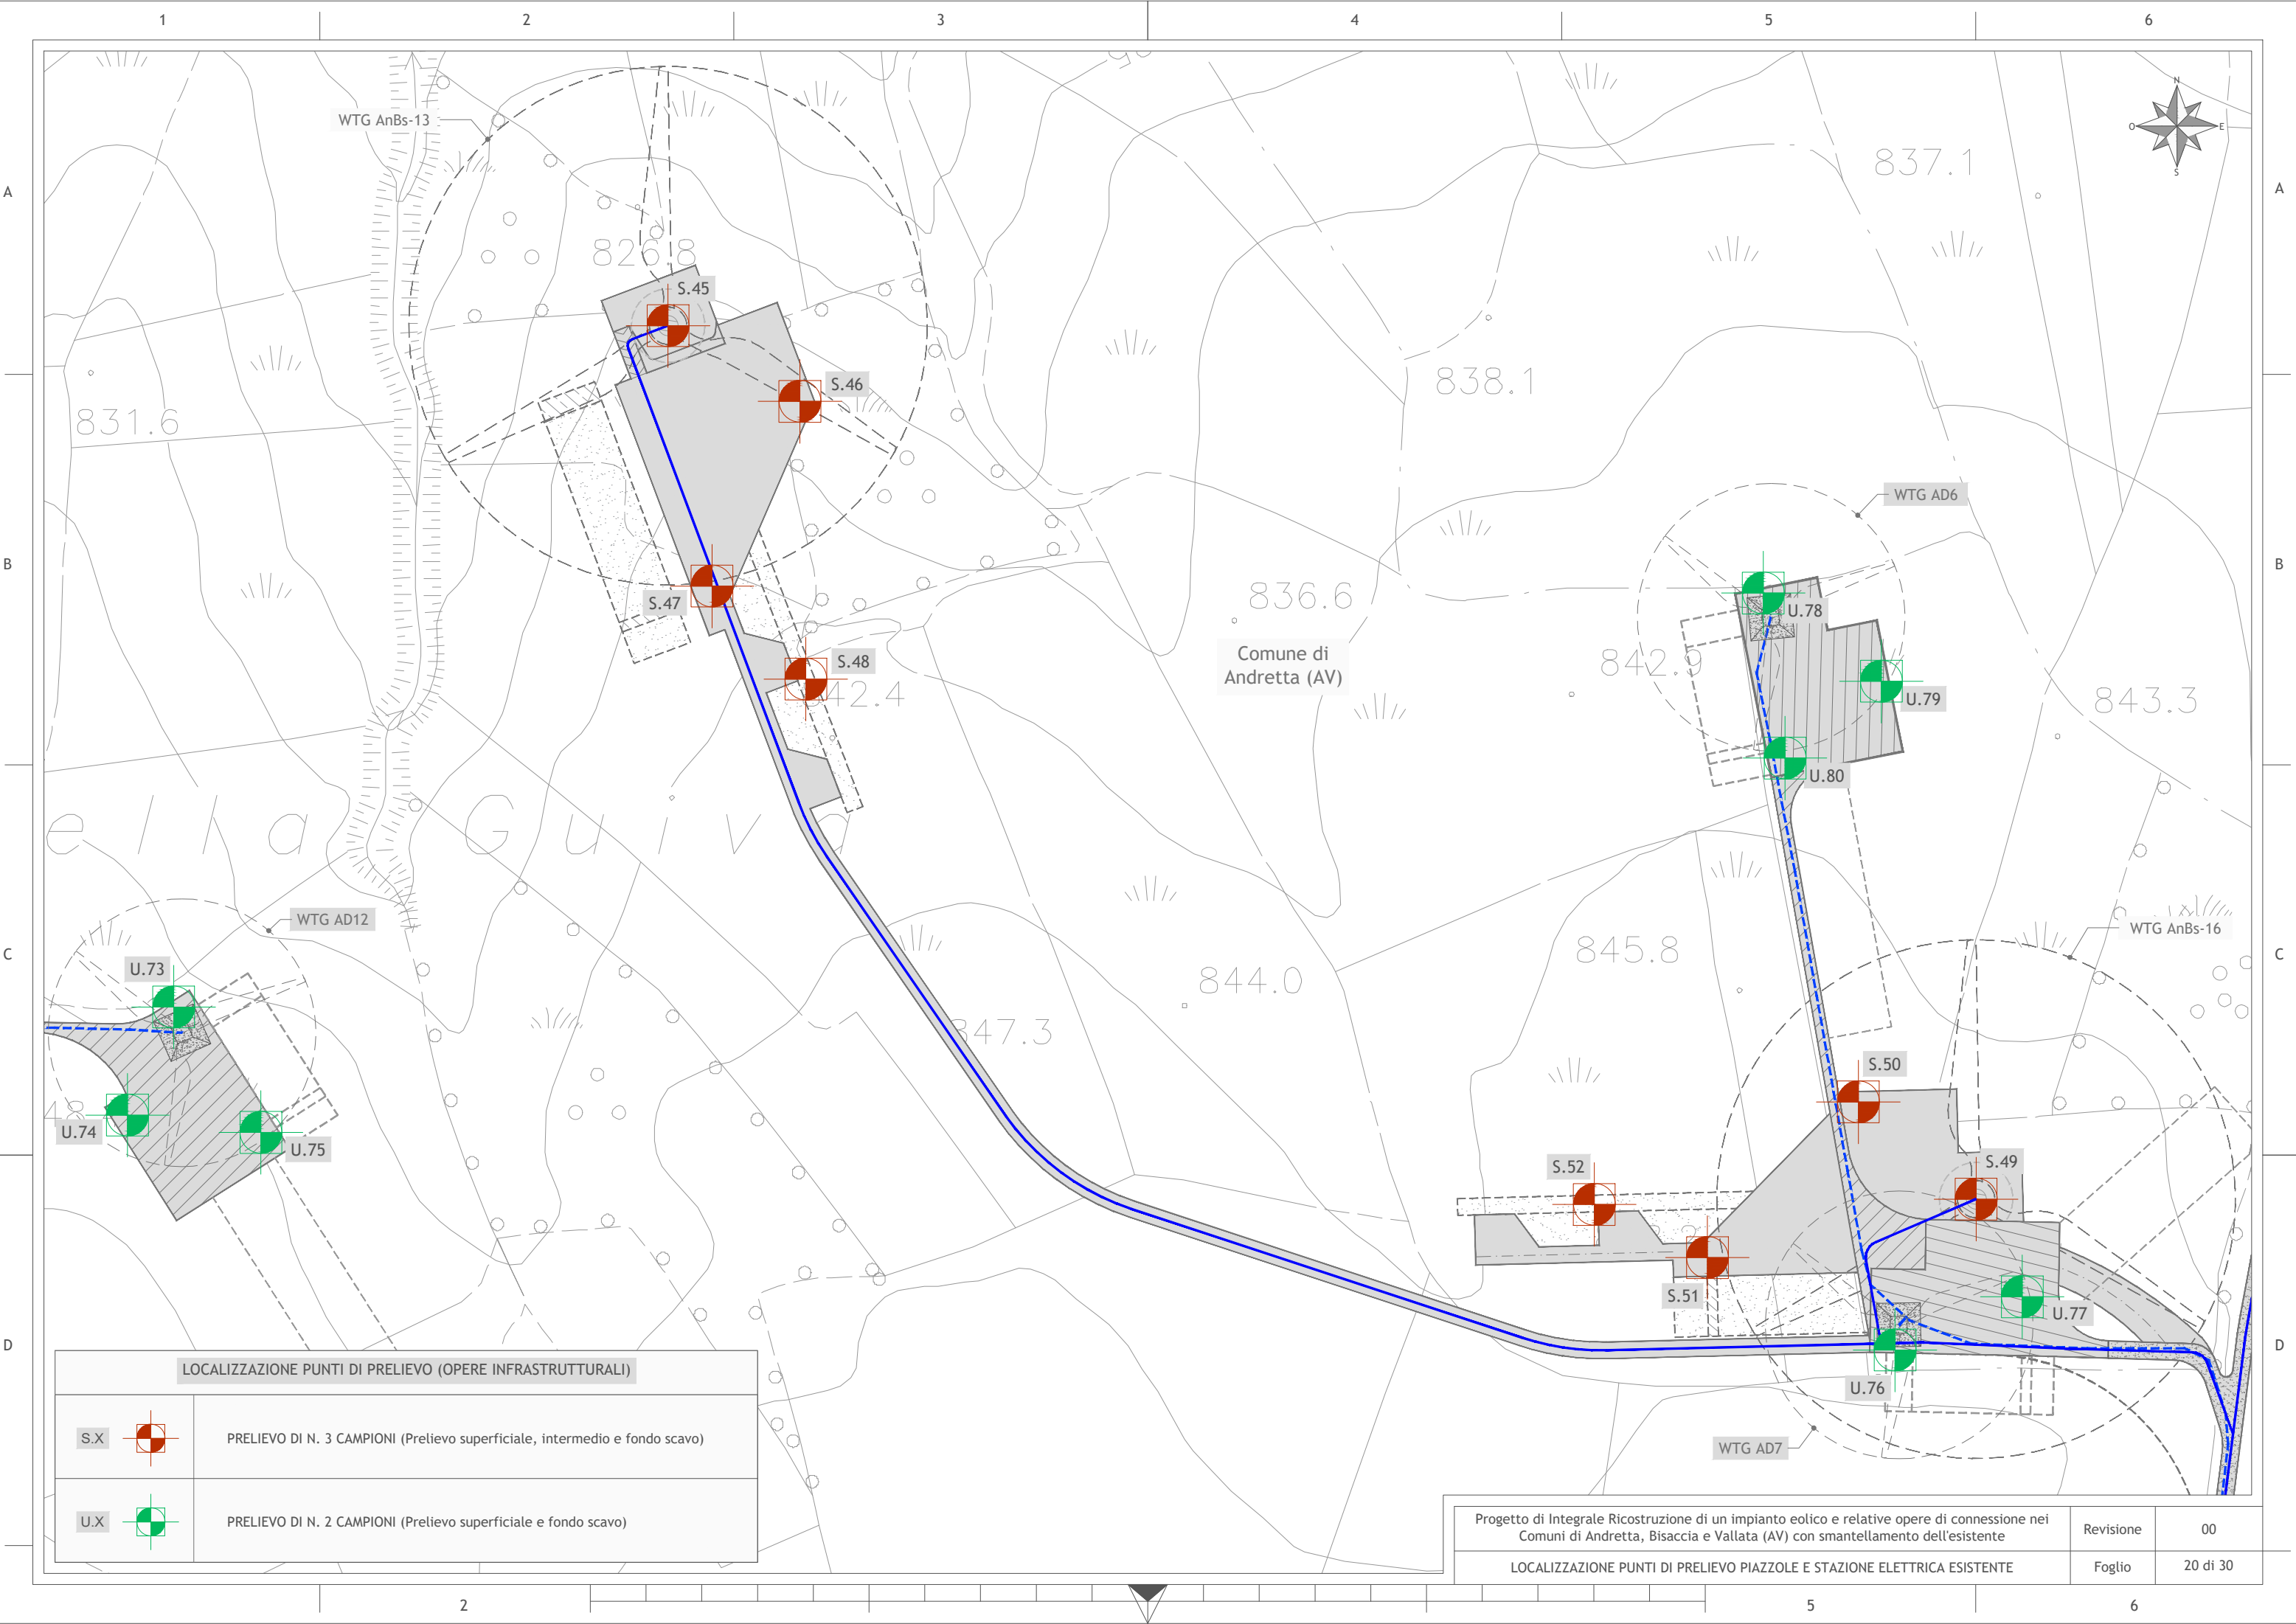 1 2 3 4 5 6
N
O E
S
WTG AnBs-13
837.1
A A
826.8
S.45
838.1
S.46
831.6
WTG AD6
B B
836.6
S.47
U.78
Comune di
Andretta (AV)
842.9
S.48
U.79
843.3
U.80
WTG AD12
WTG AnBs-16
C C
845.8
U.73
844.0
847.3
S.50
U.74
U.75
S.52
S.49
S.51
U.77
D D
U.76
WTG AD7
LOCALIZZAZIONE PUNTI DI PRELIEVO (OPERE INFRASTRUTTURALI)
S.X PRELIEVO DI N. 3 CAMPIONI (Prelievo superficiale, intermedio e fondo scavo)
U.X PRELIEVO DI N. 2 CAMPIONI (Prelievo superficiale e fondo scavo)
Progetto di Integrale Ricostruzione di un impianto eolico e relative opere di connessione nei
Comuni di Andretta, Bisaccia e Vallata (AV) con smantellamento dell'esistente
Revisione 00
LOCALIZZAZIONE PUNTI DI PRELIEVO PIAZZOLE E STAZIONE ELETTRICA ESISTENTE
Foglio 20 di 30
2 5 6